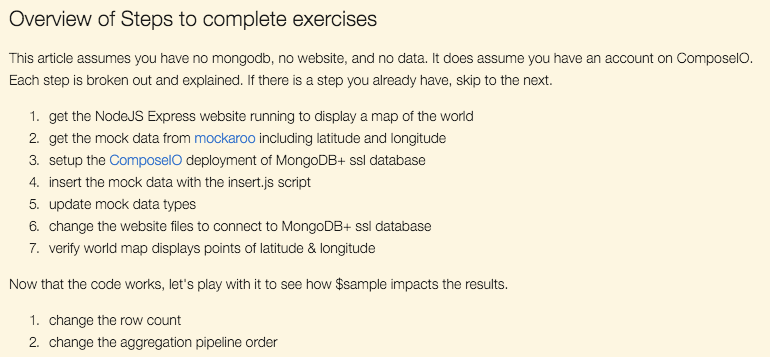 Overview of Steps to complete exercises
This article assumes you have no mongodb, no website, and no data. It does assume you have an account on ComposeIO.
Each step is broken out and explained. If there is a step you already have, skip to the next.
1. get the NodeJS Express website running to display a map of the world
2. get the mock data from mockaroo including latitude and longitude
3. setup the ComposeIO deployment of MongoDB+ ssl database
4. insert the mock data with the insert.js script
5. update mock data types
6. change the website files to connect to MongoDB+ ssl database
7. verify world map displays points of latitude & longitude
Now that the code works, let's play with it to see how $sample impacts the results.
1. change the row count
2. change the aggregation pipeline order